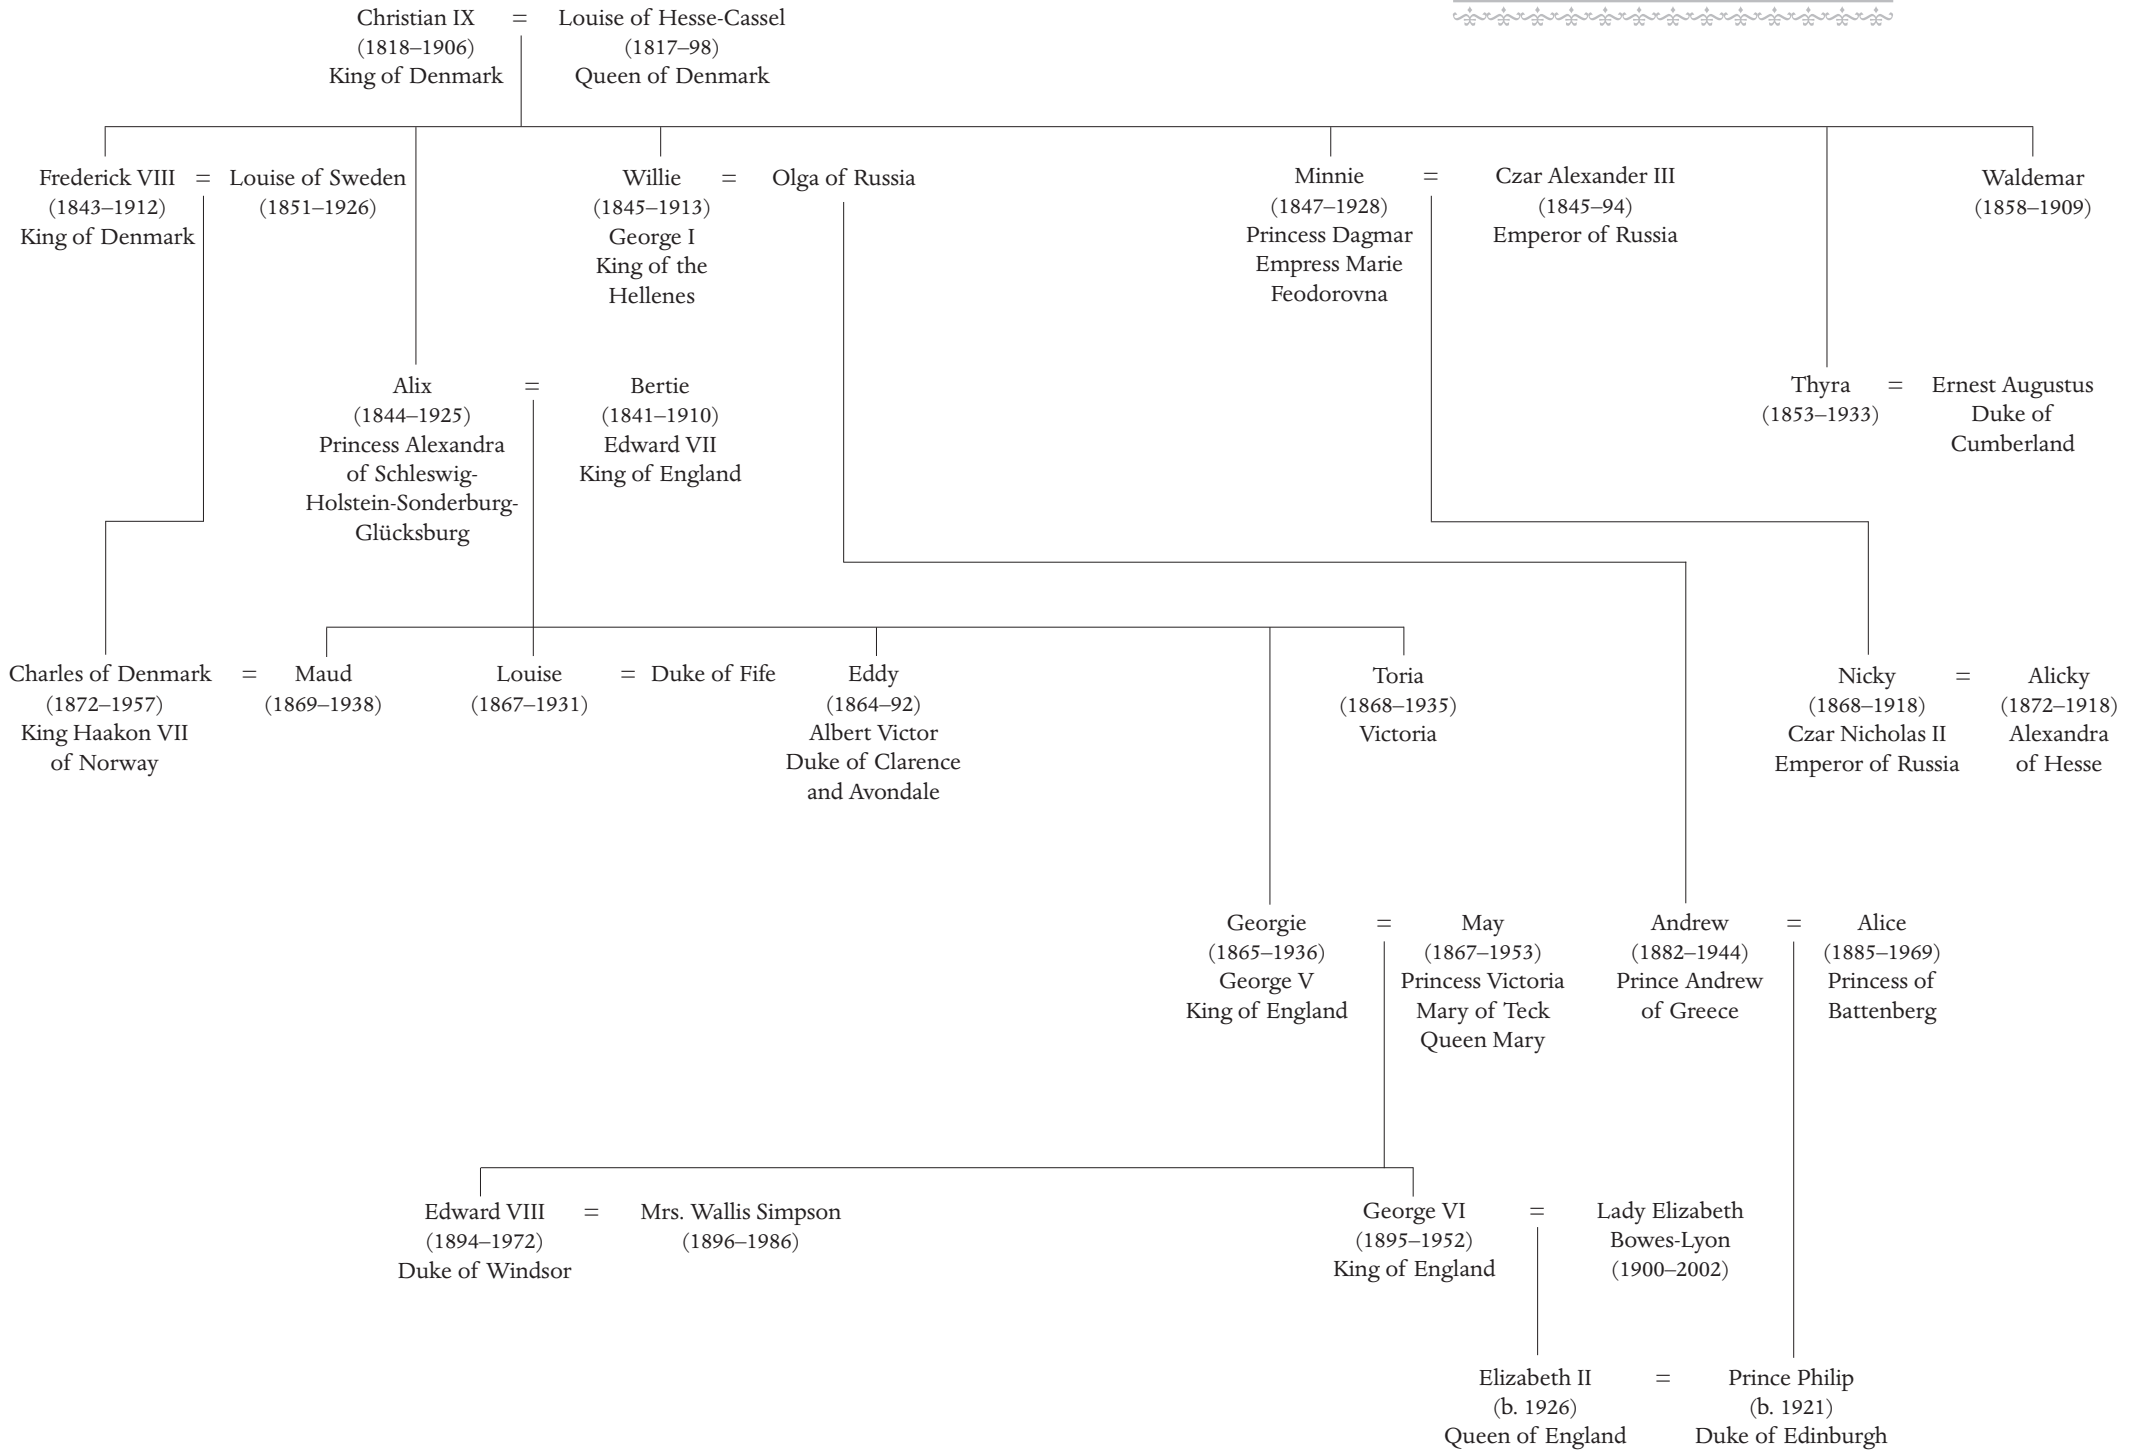 Christian IX = Louise of Hesse-Cassel
(1818–1906) (1817–98)
King of Denmark Queen of Denmark
Frederick VIII = Louise of Sweden
(1843–1912) (1851–1926)
King of Denmark
Willie = Olga of Russia
(1845–1913)
George I
King of the
Hellenes
Minnie = Czar Alexander III
(1847–1928) (1845–94)
Princess Dagmar Emperor of Russia
Empress Marie
Feodorovna
Waldemar
(1858–1909)
Alix = Bertie
(1844–1925) (1841–1910)
Princess Alexandra Edward VII
of Schleswig- King of England
Holstein-Sonderburg-
Glücksburg
Thyra = Ernest Augustus
(1853–1933) Duke of
Cumberland
Charles of Denmark = Maud
(1872–1957) (1869–1938)
King Haakon VII
of Norway
Louise = Duke of Fife
(1867–1931)
Eddy
(1864–92)
Albert Victor
Duke of Clarence
and Avondale
Toria
(1868–1935)
Victoria
Nicky = Alicky
(1868–1918) (1872–1918)
Czar Nicholas II Alexandra
Emperor of Russia of Hesse
Georgie = May
(1865–1936) (1867–1953)
George V Princess Victoria
King of England Mary of Teck
Queen Mary
Andrew = Alice
(1882–1944) (1885–1969)
Prince Andrew Princess of
of Greece Battenberg
Edward VIII = Mrs. Wallis Simpson
(1894–1972) (1896–1986)
Duke of Windsor
George VI = Lady Elizabeth
(1895–1952) Bowes-Lyon
King of England (1900–2002)
Elizabeth II = Prince Philip
(b. 1926) (b. 1921)
Queen of England Duke of Edinburgh